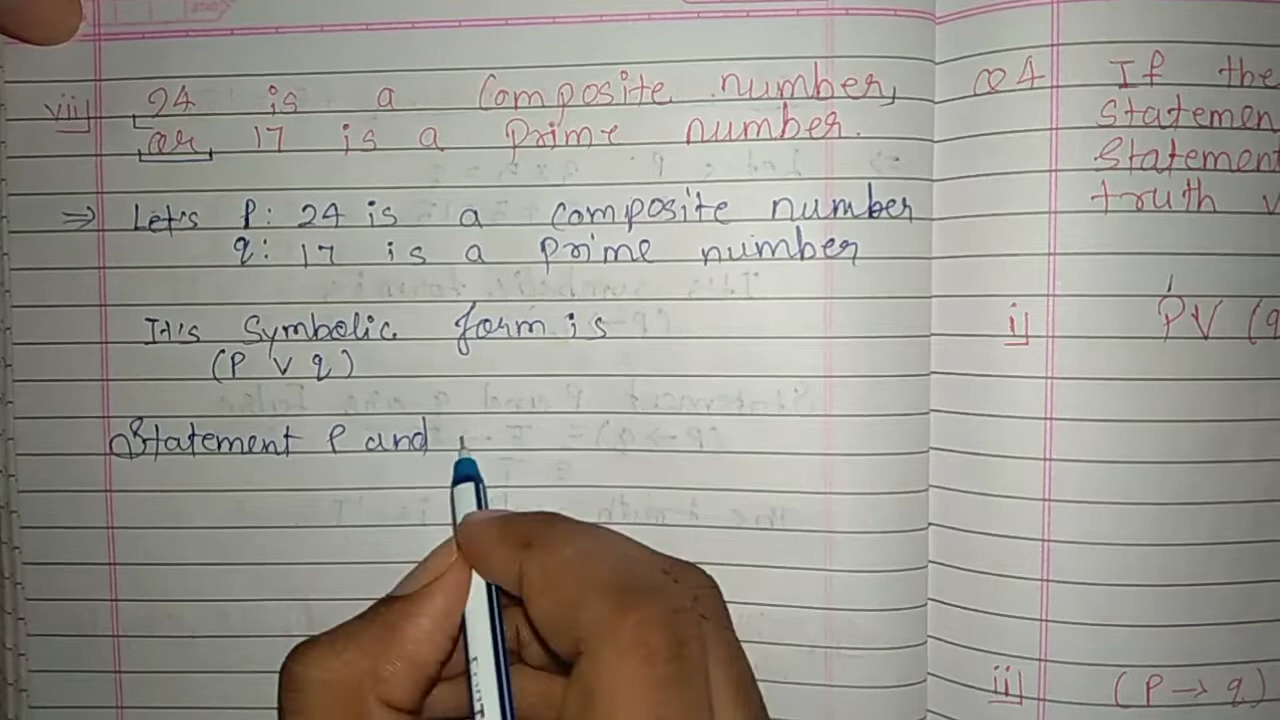 vii) 24 is a Composite number,
or 17 is a Prime number.
⇒ Let's P: 24 is a composite number
q: 17 is a prime number
It's Symbolic form is
(P ∨ q)
Statement P and
Q4 If the
Statemen
Statement
truth v
i) P∨ (q
ii) (P → q)